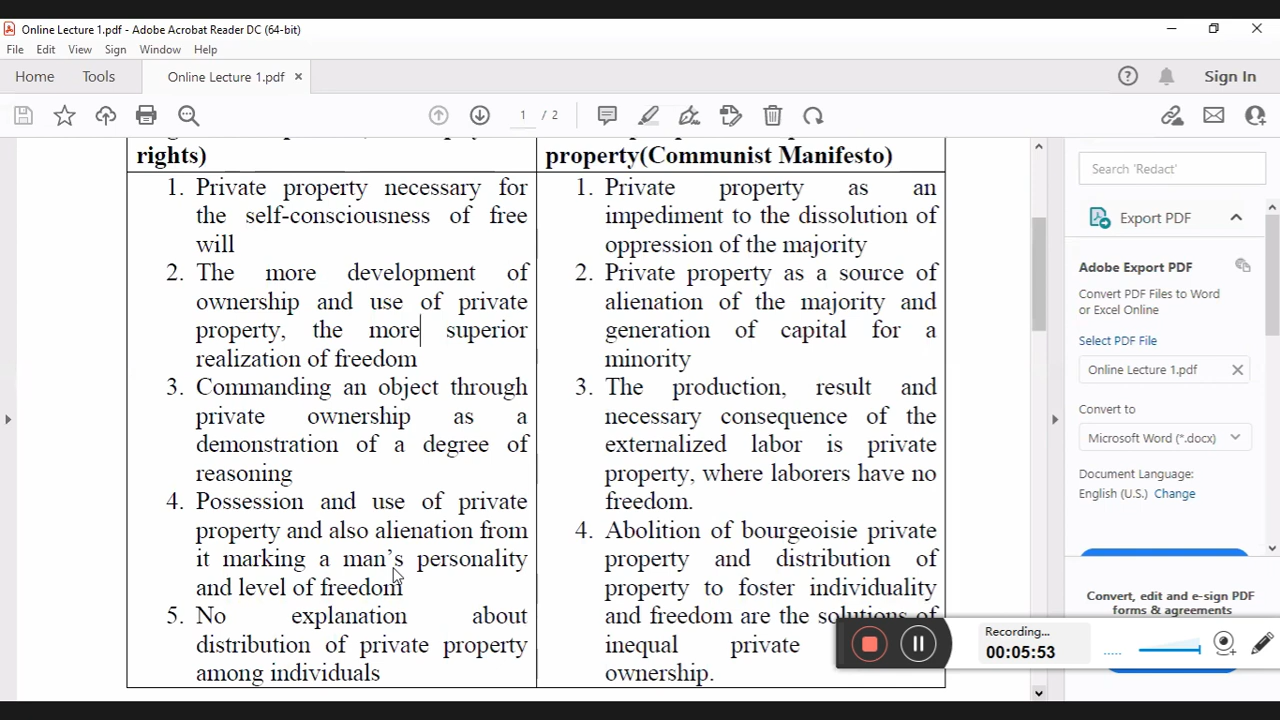 Online Lecture 1.pdf - Adobe Acrobat Reader DC (64-bit)
File Edit View Sign Window Help
Home Tools Online Lecture 1.pdf × Sign In
1 / 2
rights)
1. Private property necessary for
the self-consciousness of free
will
2. The more development of
ownership and use of private
property, the more superior
realization of freedom
3. Commanding an object through
private ownership as a
demonstration of a degree of
reasoning
4. Possession and use of private
property and also alienation from
it marking a man's personality
and level of freedom
5. No explanation about
distribution of private property
among individuals
property(Communist Manifesto)
1. Private property as an
impediment to the dissolution of
oppression of the majority
2. Private property as a source of
alienation of the majority and
generation of capital for a
minority
3. The production, result and
necessary consequence of the
externalized labor is private
property, where laborers have no
freedom.
4. Abolition of bourgeoisie private
property and distribution of
property to foster individuality
and freedom are the solutions of
inequal private
ownership.
Search 'Redact'
Export PDF
Adobe Export PDF
Convert PDF Files to Word
or Excel Online
Select PDF File
Online Lecture 1.pdf ×
Convert to
Microsoft Word (*.docx)
Document Language:
English (U.S.) Change
Convert, edit and e-sign PDF
forms & agreements
Recording...
00:05:53